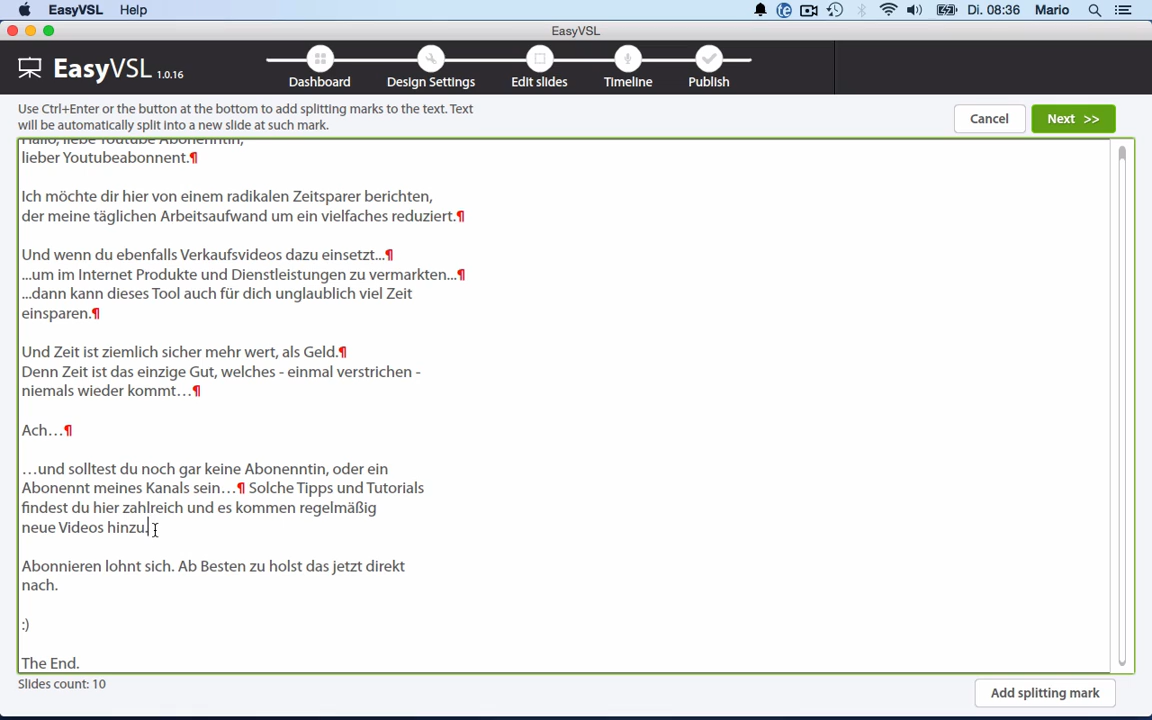 EasyVSL Help Di. 08:36 Mario
EasyVSL
EasyVSL 1.0.16
Dashboard Design Settings Edit slides Timeline Publish
Use Ctrl+Enter or the button at the bottom to add splitting marks to the text. Text
will be automatically split into a new slide at such mark.
Cancel Next >>
Hallo, liebe Youtube Abonenntin,
lieber Youtubeabonnent.¶
Ich möchte dir hier von einem radikalen Zeitsparer berichten,
der meine täglichen Arbeitsaufwand um ein vielfaches reduziert.¶
Und wenn du ebenfalls Verkaufsvideos dazu einsetzt...¶
...um im Internet Produkte und Dienstleistungen zu vermarkten...¶
...dann kann dieses Tool auch für dich unglaublich viel Zeit
einsparen.¶
Und Zeit ist ziemlich sicher mehr wert, als Geld.¶
Denn Zeit ist das einzige Gut, welches - einmal verstrichen -
niemals wieder kommt…¶
Ach…¶
…und solltest du noch gar keine Abonenntin, oder ein
Abonennt meines Kanals sein…¶ Solche Tipps und Tutorials
findest du hier zahlreich und es kommen regelmäßig
neue Videos hinzu.
Abonnieren lohnt sich. Ab Besten zu holst das jetzt direkt
nach.
:)
The End.
Slides count: 10
Add splitting mark